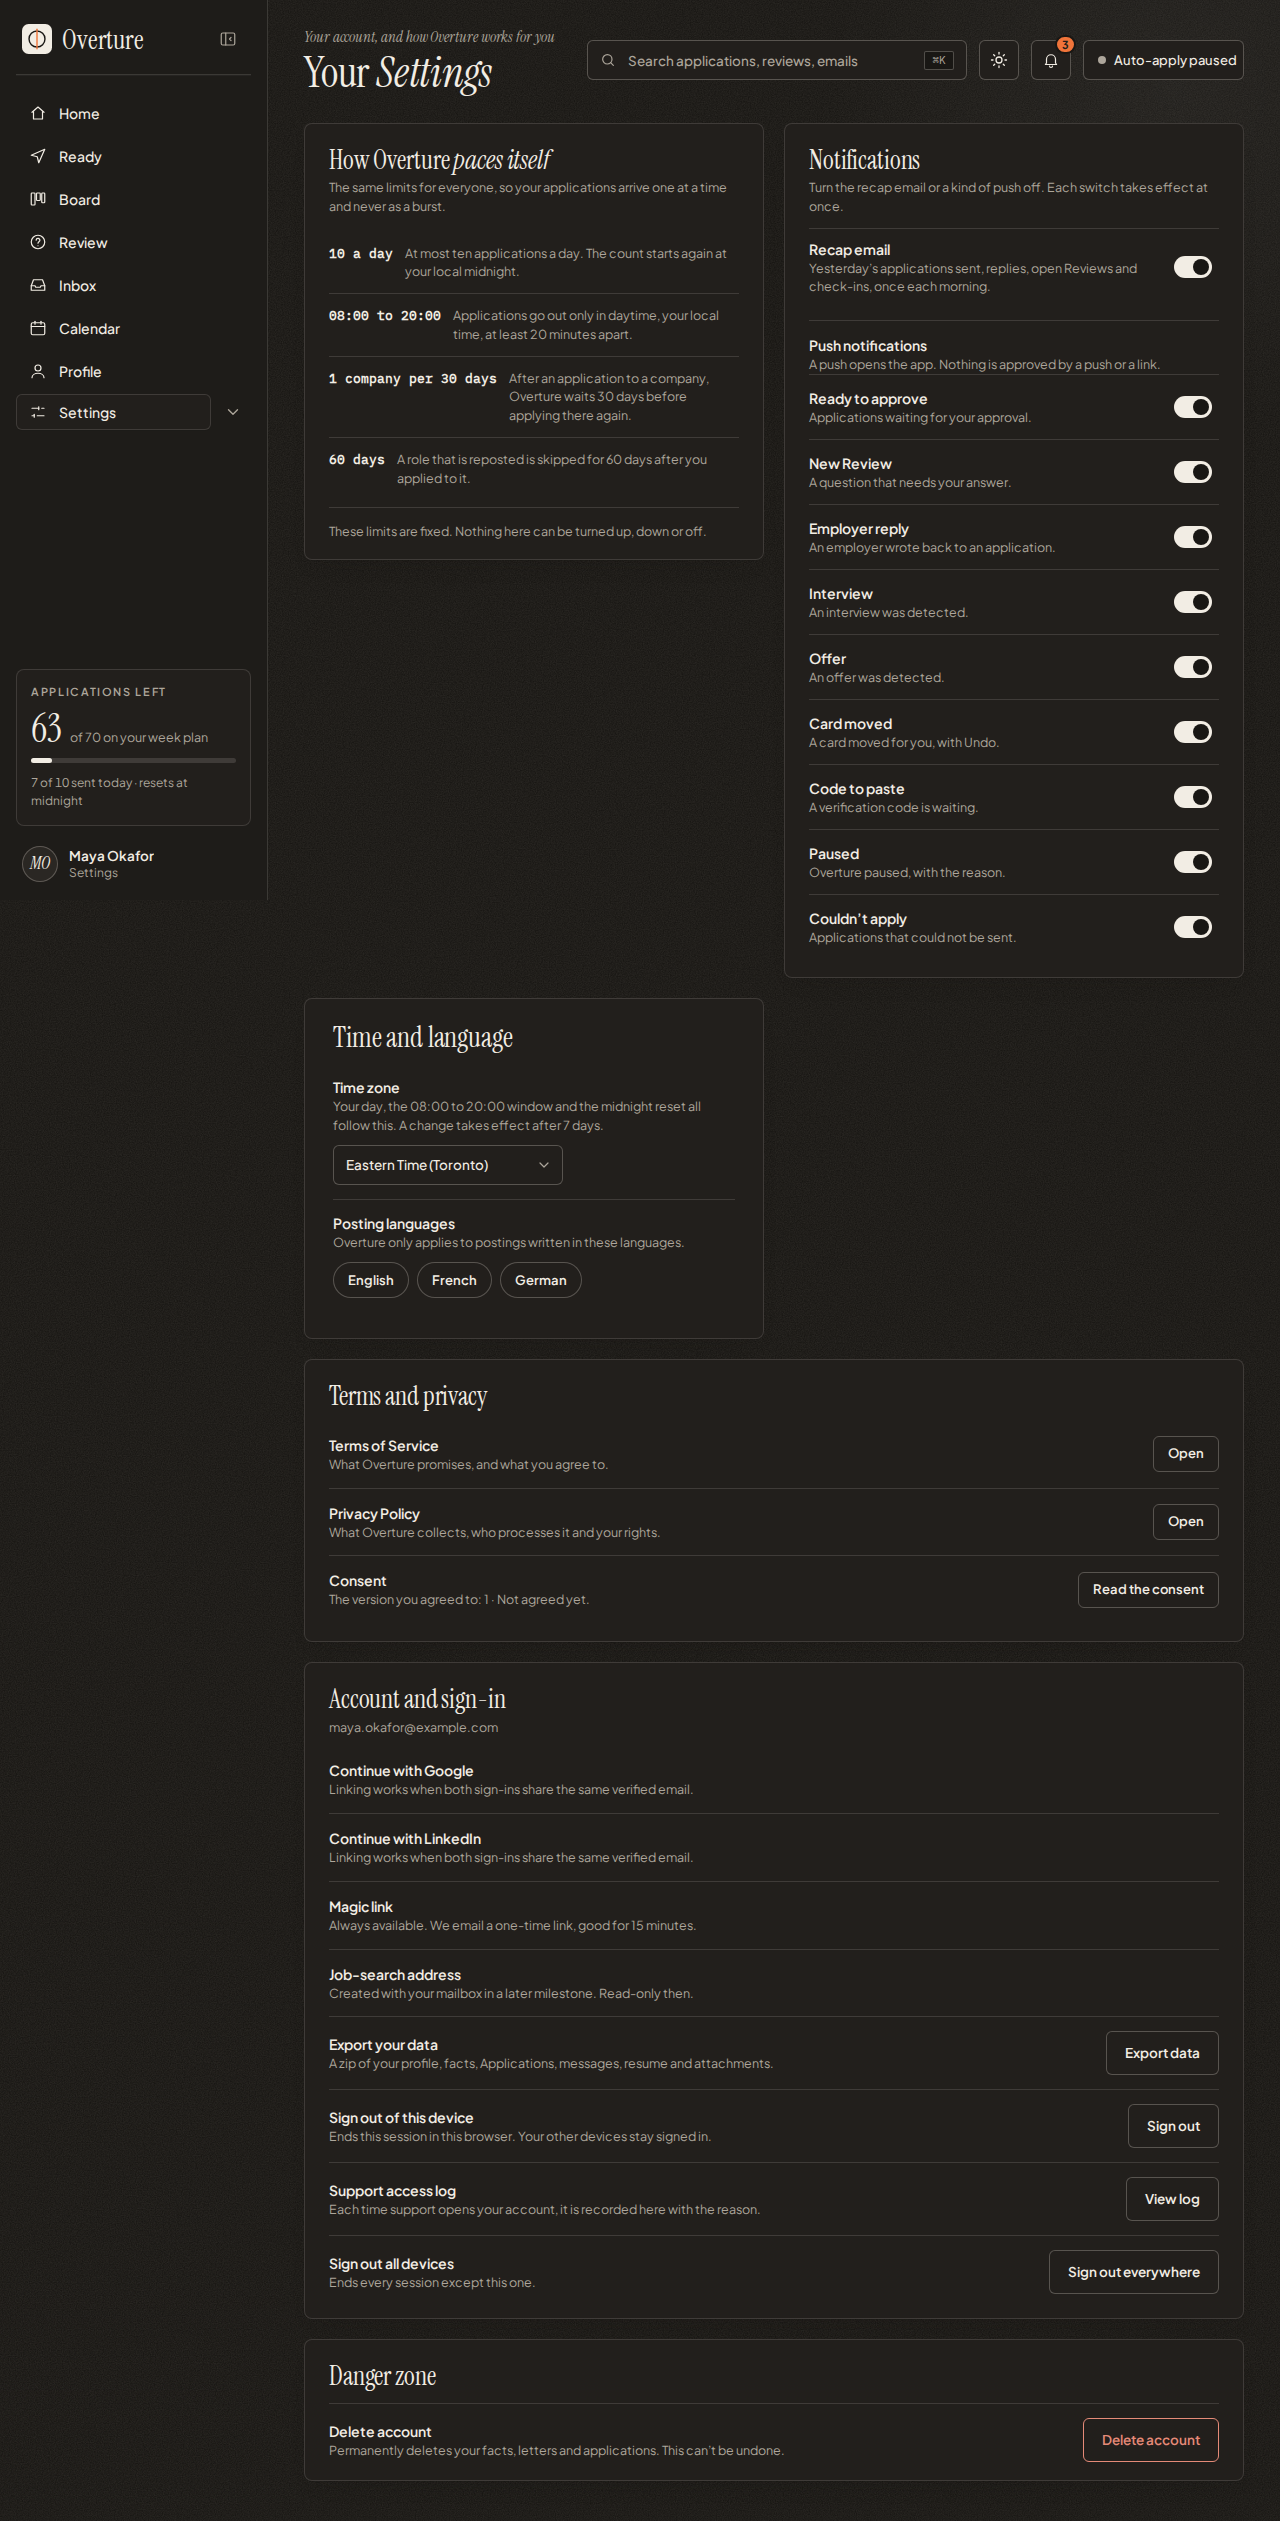 Overture
Home
Ready
Board
Review
Inbox
Calendar
Profile
Settings
APPLICATIONS LEFT
63 of 70 on your week plan
7 of 10 sent today · resets at
midnight
MO
Maya Okafor
Settings
Your account, and how Overture works for you
Your Settings
Search applications, reviews, emails
⌘K
3
Auto-apply paused
How Overture paces itself
The same limits for everyone, so your applications arrive one at a time
and never as a burst.
10 a day At most ten applications a day. The count starts again at
your local midnight.
08:00 to 20:00 Applications go out only in daytime, your local
time, at least 20 minutes apart.
1 company per 30 days After an application to a company,
Overture waits 30 days before
applying there again.
60 days A role that is reposted is skipped for 60 days after you
applied to it.
These limits are fixed. Nothing here can be turned up, down or off.
Notifications
Turn the recap email or a kind of push off. Each switch takes effect at
once.
Recap email
Yesterday's applications sent, replies, open Reviews and
check-ins, once each morning.
Push notifications
A push opens the app. Nothing is approved by a push or a link.
Ready to approve
Applications waiting for your approval.
New Review
A question that needs your answer.
Employer reply
An employer wrote back to an application.
Interview
An interview was detected.
Offer
An offer was detected.
Card moved
A card moved for you, with Undo.
Code to paste
A verification code is waiting.
Paused
Overture paused, with the reason.
Couldn't apply
Applications that could not be sent.
Time and language
Time zone
Your day, the 08:00 to 20:00 window and the midnight reset all
follow this. A change takes effect after 7 days.
Eastern Time (Toronto)
Posting languages
Overture only applies to postings written in these languages.
English French German
Terms and privacy
Terms of Service
What Overture promises, and what you agree to.
Open
Privacy Policy
What Overture collects, who processes it and your rights.
Open
Consent
The version you agreed to: 1 · Not agreed yet.
Read the consent
Account and sign-in
maya.okafor@example.com
Continue with Google
Linking works when both sign-ins share the same verified email.
Continue with LinkedIn
Linking works when both sign-ins share the same verified email.
Magic link
Always available. We email a one-time link, good for 15 minutes.
Job-search address
Created with your mailbox in a later milestone. Read-only then.
Export your data
A zip of your profile, facts, Applications, messages, resume and attachments.
Export data
Sign out of this device
Ends this session in this browser. Your other devices stay signed in.
Sign out
Support access log
Each time support opens your account, it is recorded here with the reason.
View log
Sign out all devices
Ends every session except this one.
Sign out everywhere
Danger zone
Delete account
Permanently deletes your facts, letters and applications. This can't be undone.
Delete account